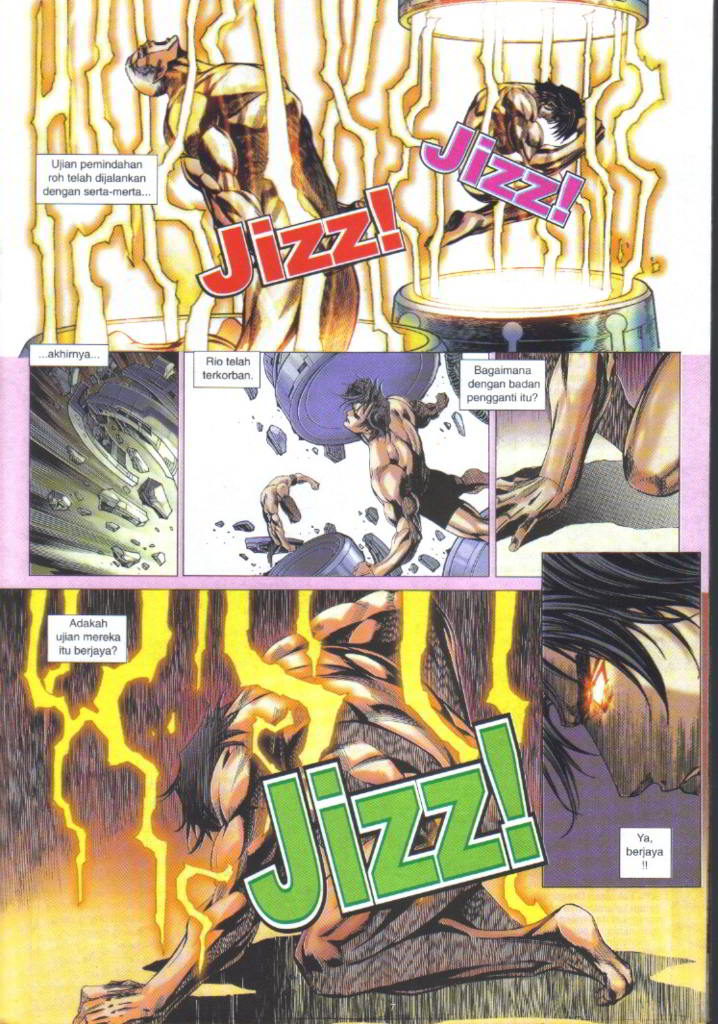 Ujian pemindahan
roh telah dijalankan
dengan serta-merta...
Jizz!
Jizz!
...akhirnya...
Rio telah
terkorban.
Bagaimana
dengan badan
pengganti itu?
Adakah
ujian mereka
itu berjaya?
Jizz!
Ya,
berjaya
!!